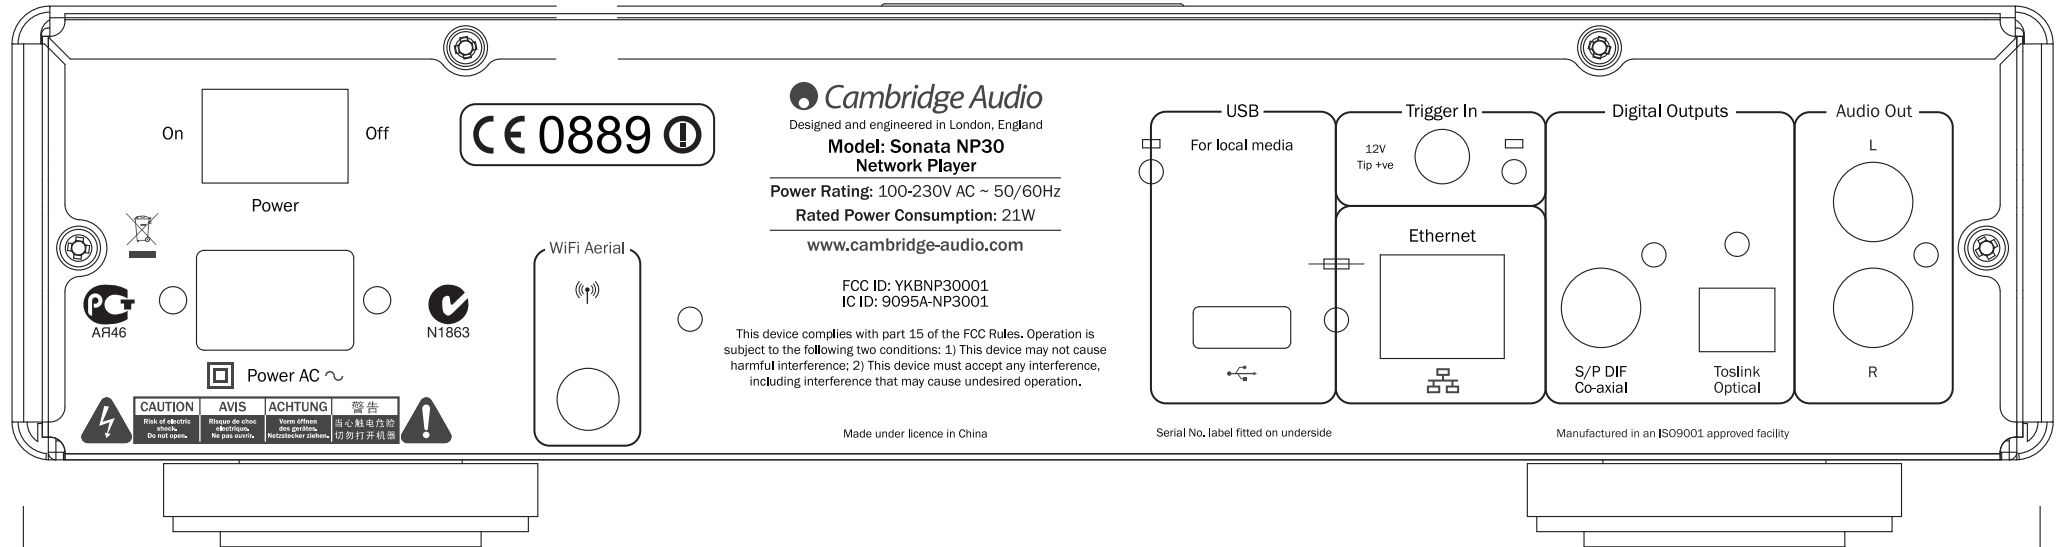 On
Off
Power
CE 0889
Cambridge Audio
Designed and engineered in London, England
Model: Sonata NP30
Network Player
Power Rating: 100-230V AC ~ 50/60Hz
Rated Power Consumption: 21W
www.cambridge-audio.com
FCC ID: YKBNP30001
IC ID: 9095A-NP3001
This device complies with part 15 of the FCC Rules. Operation is
subject to the following two conditions: 1) This device may not cause
harmful interference; 2) This device must accept any interference,
including interference that may cause undesired operation.
Made under licence in China
WiFi Aerial
АЯ46
N1863
Power AC ~
CAUTION
Risk of electric
shock.
Do not open.
AVIS
Risque de choc
electrique.
Ne pas ouvrir.
ACHTUNG
Vorm öffnen
des gerätes.
Netzstecker ziehen.
警告
当心触电危险
切勿打开机器
USB
For local media
Trigger In
12V
Tip +ve
Ethernet
Digital Outputs
S/P DIF
Co-axial
Toslink
Optical
Audio Out
L
R
Serial No. label fitted on underside
Manufactured in an ISO9001 approved facility